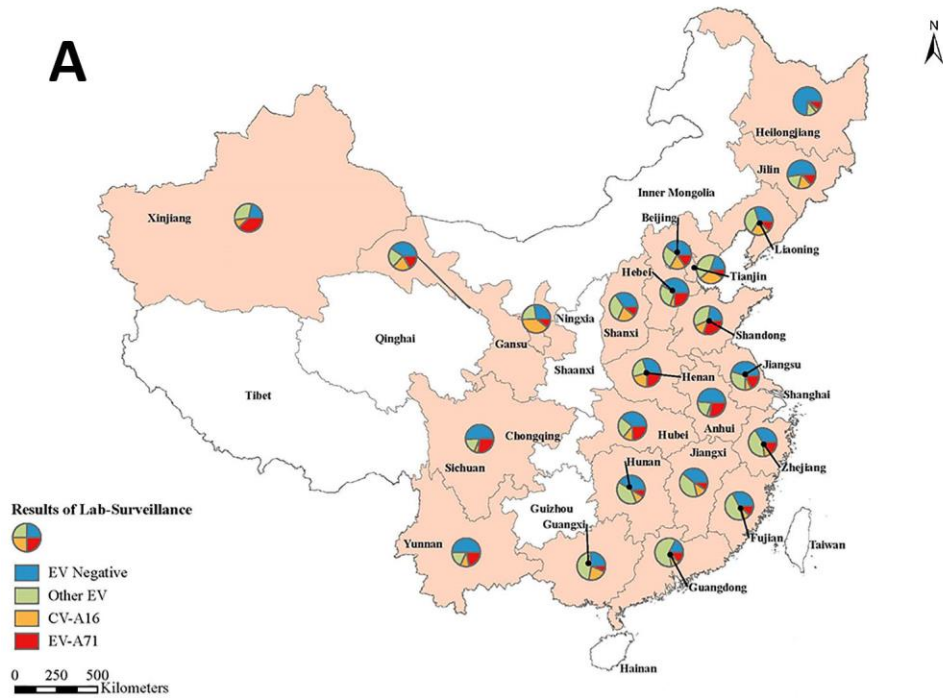 A
N
Heilongjiang
Jilin
Inner Mongolia
Xinjiang
Beijing
Liaoning
Tianjin
Hebei
Ningxia
Shanxi
Shandong
Qinghai
Gansu
Shaanxi
Henan
Jiangsu
Shanghai
Tibet
Chongqing
Hubei
Anhui
Sichuan
Hunan
Jiangxi
Zhejiang
Results of Lab-Surveillance
Guizhou
Guangxi
Yunnan
Fujian
Taiwan
EV Negative
Other EV
CV-A16
EV-A71
Guangdong
0 250 500
Kilometers
Hainan